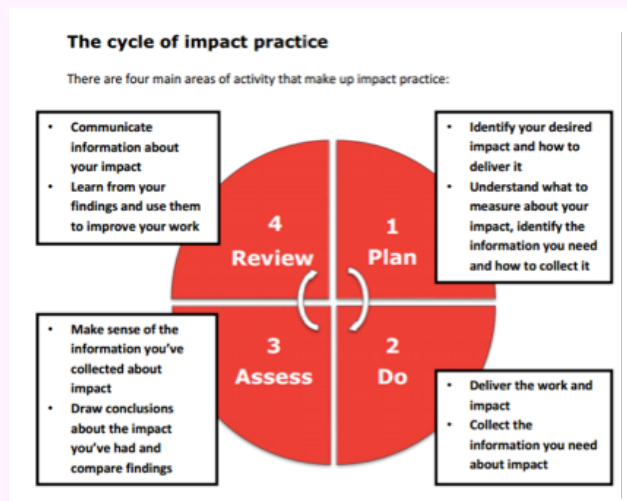 The cycle of impact practice
There are four main areas of activity that make up impact practice:
• Communicate
information about
your impact
• Learn from your
findings and use them
to improve your work
• Identify your desired
impact and how to
deliver it
• Understand what to
measure about your
impact, identify the
information you need
and how to collect it
4
Review
1
Plan
3
Assess
2
Do
• Make sense of the
information you've
collected about
impact
• Draw conclusions
about the impact
you've had and
compare findings
• Deliver the work and
impact
• Collect the
information you need
about impact